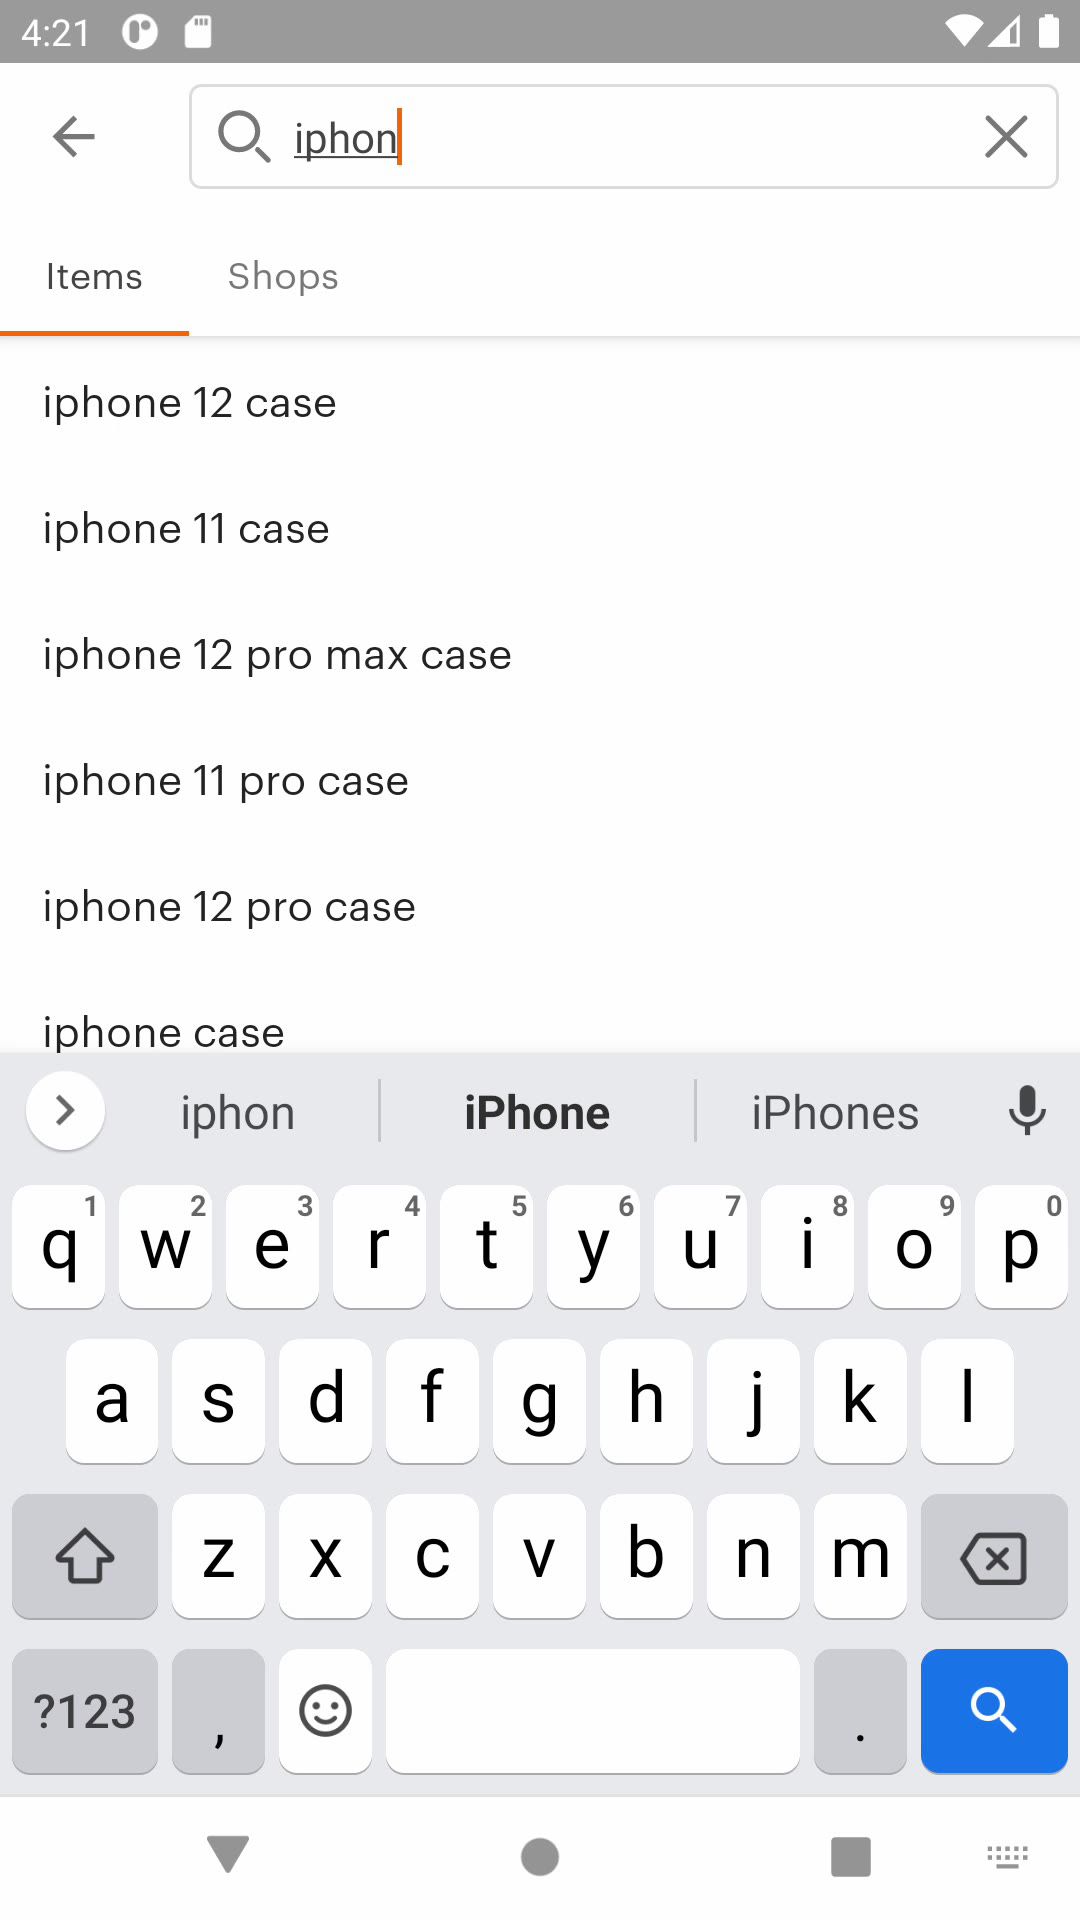 4:21
iphon
Items Shops
iphone 12 case
iphone 11 case
iphone 12 pro max case
iphone 11 pro case
iphone 12 pro case
iphone case
iphon iPhone iPhones
1 2 3 4 5 6 7 8 9 0
q w e r t y u i o p
a s d f g h j k l
z x c v b n m
?123 , .